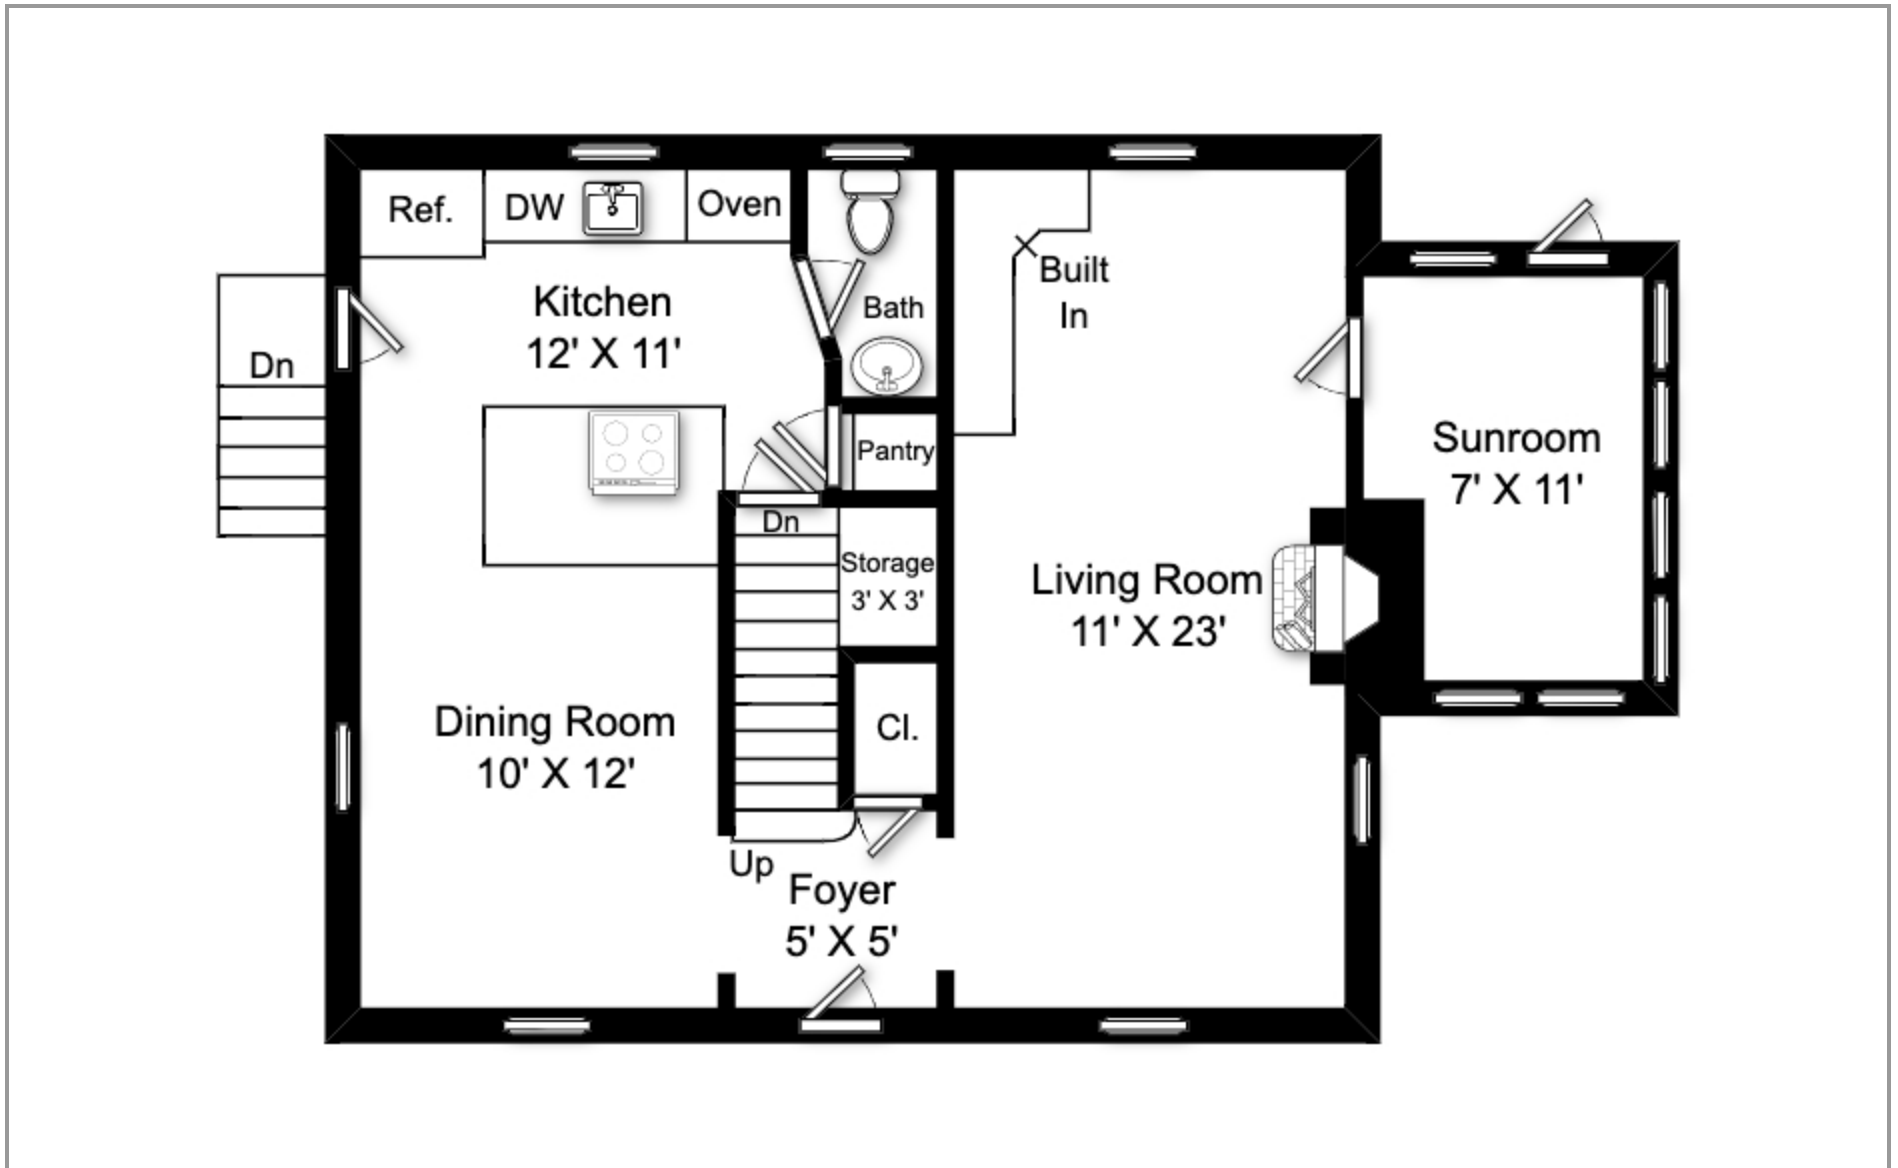 Ref.
DW
Oven
Kitchen
12' X 11'
Bath
Built
In
Dn
Pantry
Sunroom
7' X 11'
Dn
Storage
3' X 3'
Living Room
11' X 23'
Dining Room
10' X 12'
Cl.
Up
Foyer
5' X 5'